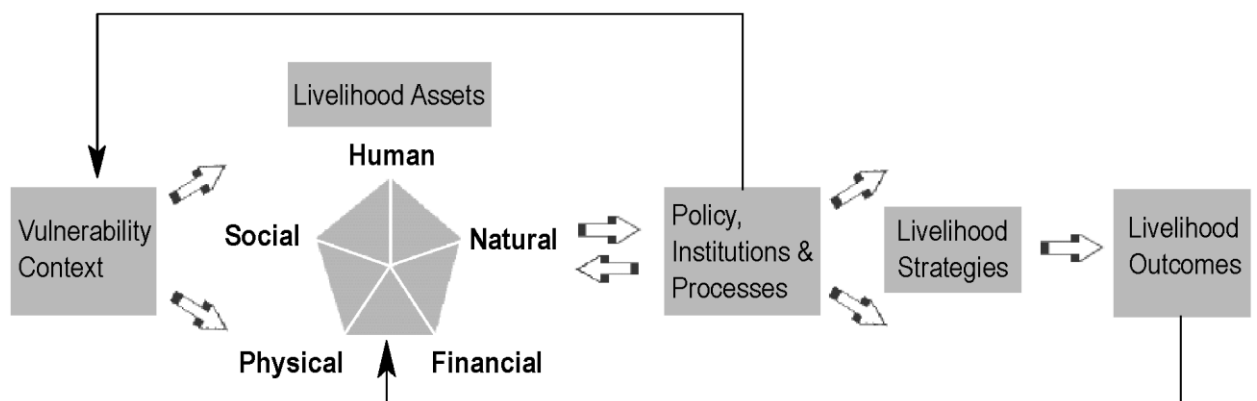 Livelihood Assets
Human
Vulnerability
Context
Social
Natural
Physical
Financial
Policy,
Institutions &
Processes
Livelihood
Strategies
Livelihood
Outcomes